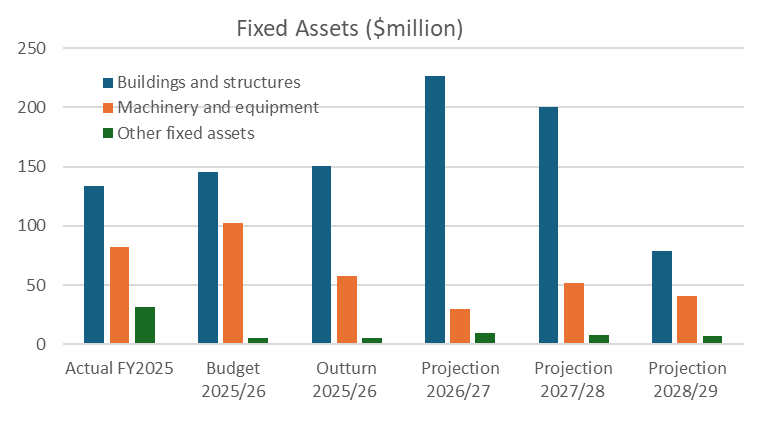 Fixed Assets ($million)
250
200
150
100
50
0
Buildings and structures
Machinery and equipment
Other fixed assets
Actual FY2025
Budget
2025/26
Outturn
2025/26
Projection
2026/27
Projection
2027/28
Projection
2028/29